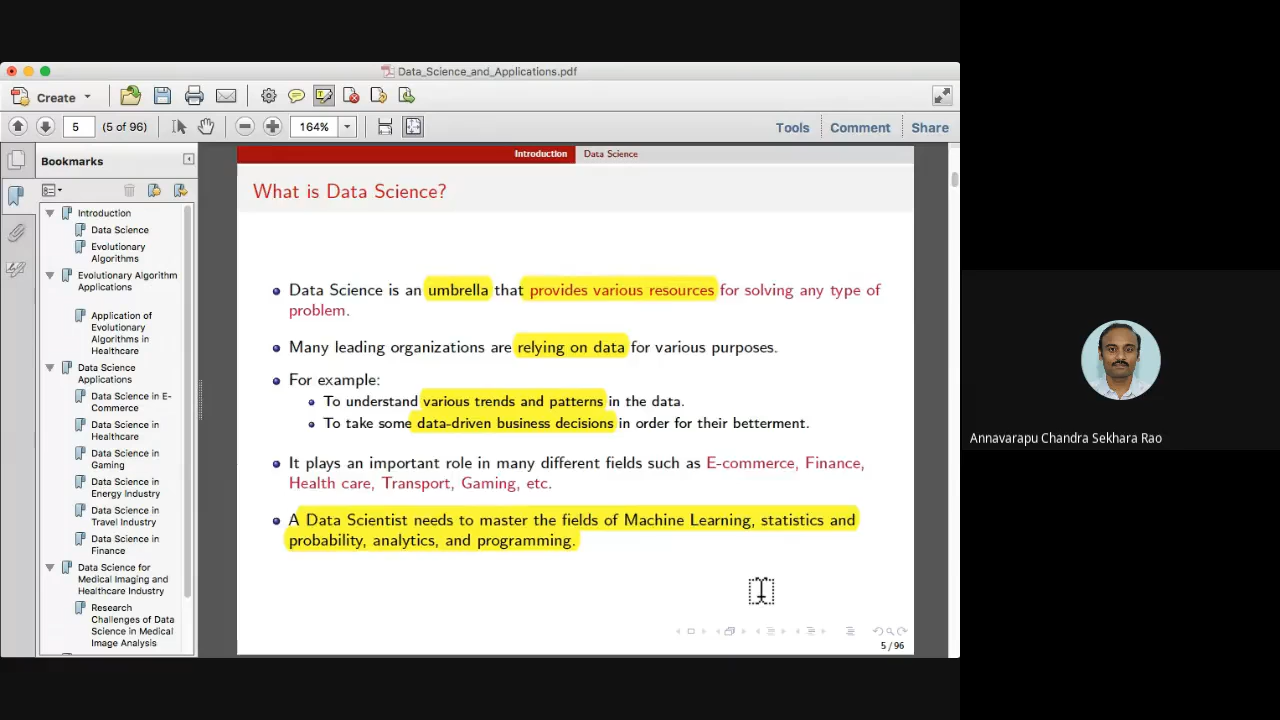 Data_Science_and_Applications.pdf
Create
5 (5 of 96) 164% Tools Comment Share
Bookmarks
Introduction
Data Science
Evolutionary
Algorithms
Evolutionary Algorithm
Applications
Application of
Evolutionary
Algorithms in
Healthcare
Data Science
Applications
Data Science in E-
Commerce
Data Science in
Healthcare
Data Science in
Gaming
Data Science in
Energy Industry
Data Science in
Travel Industry
Data Science in
Finance
Data Science for
Medical Imaging and
Healthcare Industry
Research
Challenges of Data
Science in Medical
Image Analysis
Introduction Data Science
What is Data Science?
Data Science is an umbrella that provides various resources for solving any type of
problem.
Many leading organizations are relying on data for various purposes.
For example:
To understand various trends and patterns in the data.
To take some data-driven business decisions in order for their betterment.
It plays an important role in many different fields such as E-commerce, Finance,
Health care, Transport, Gaming, etc.
A Data Scientist needs to master the fields of Machine Learning, statistics and
probability, analytics, and programming.
5 / 96
Annavarapu Chandra Sekhara Rao